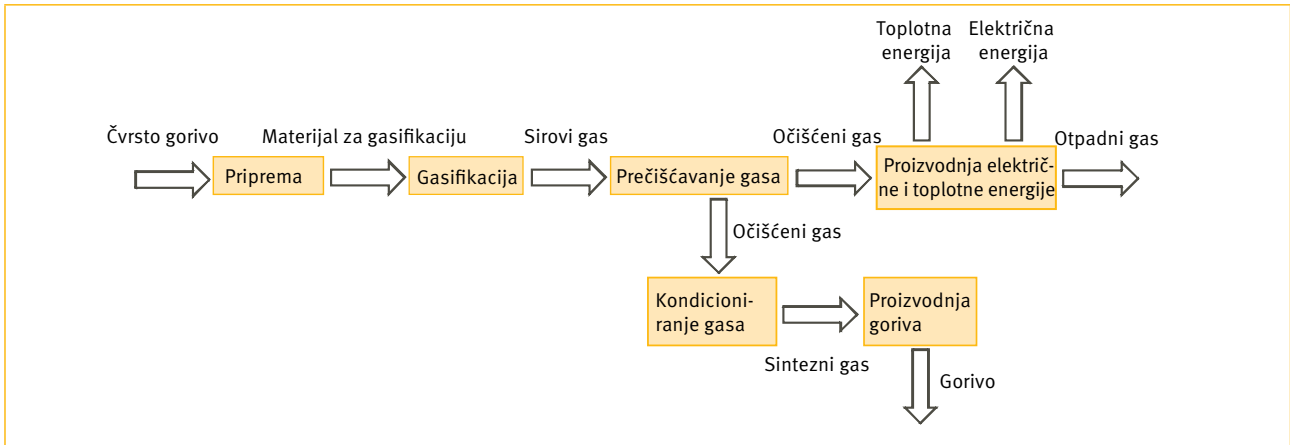 Toplotna
energija
Električna
energija
Čvrsto gorivo
Materijal za gasifikaciju
Sirovi gas
Očišćeni gas
Otpadni gas
Priprema
Gasifikacija
Prečišćavanje gasa
Proizvodnja električ-
ne i toplotne energije
Očišćeni gas
Kondicioni-
ranje gasa
Proizvodnja
goriva
Sintezni gas
Gorivo